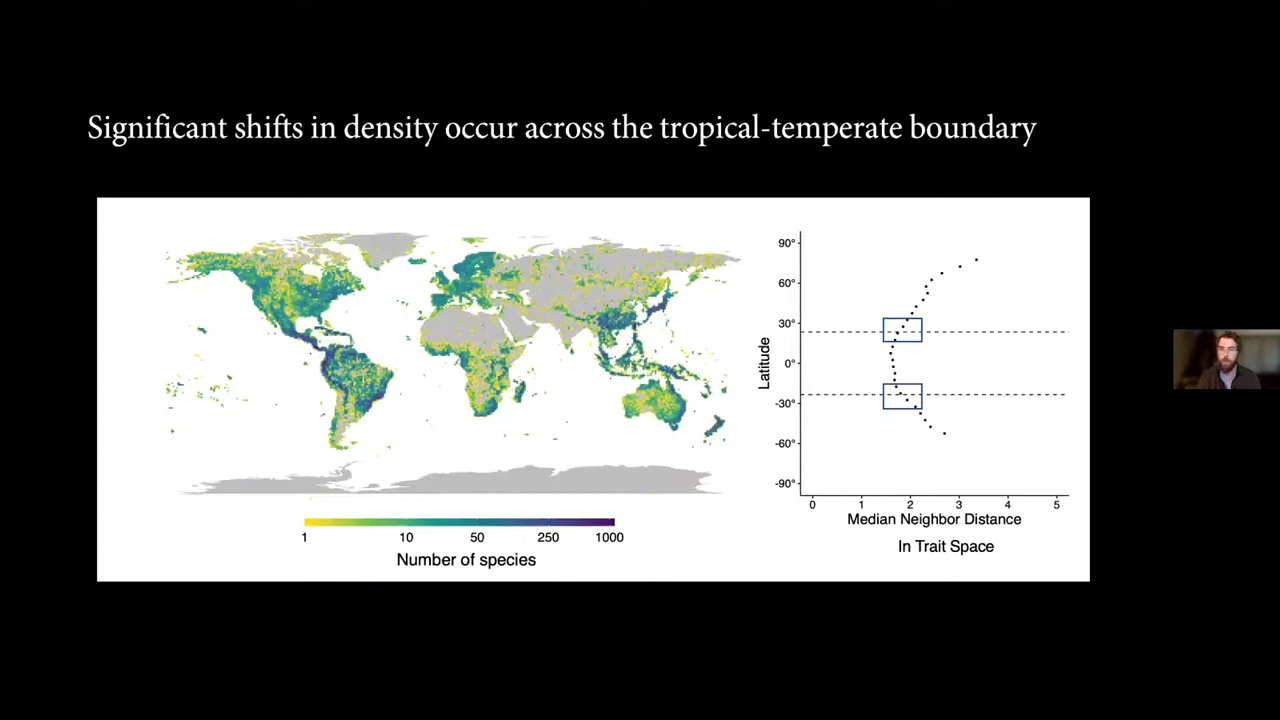 Significant shifts in density occur across the tropical-temperate boundary
1 10 50 250 1000
Number of species
Latitude
90°
60°
30°
0°
-30°
-60°
-90°
0 1 2 3 4 5
Median Neighbor Distance
In Trait Space